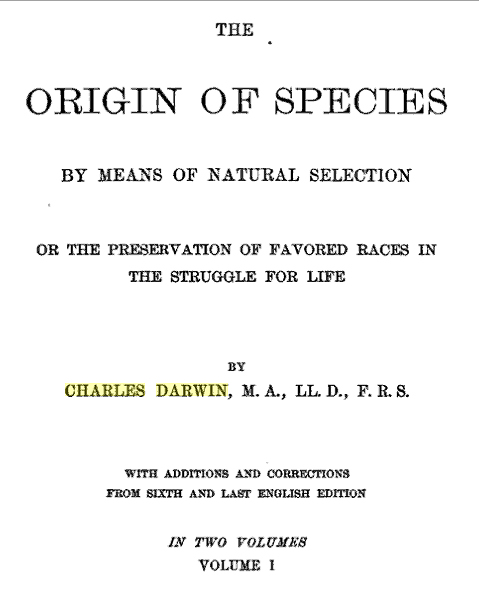 THE
ORIGIN OF SPECIES
BY MEANS OF NATURAL SELECTION
OR THE PRESERVATION OF FAVORED RACES IN
THE STRUGGLE FOR LIFE
BY
CHARLES DARWIN, M. A., LL. D., F. R. S.
WITH ADDITIONS AND CORRECTIONS
FROM SIXTH AND LAST ENGLISH EDITION
IN TWO VOLUMES
VOLUME I